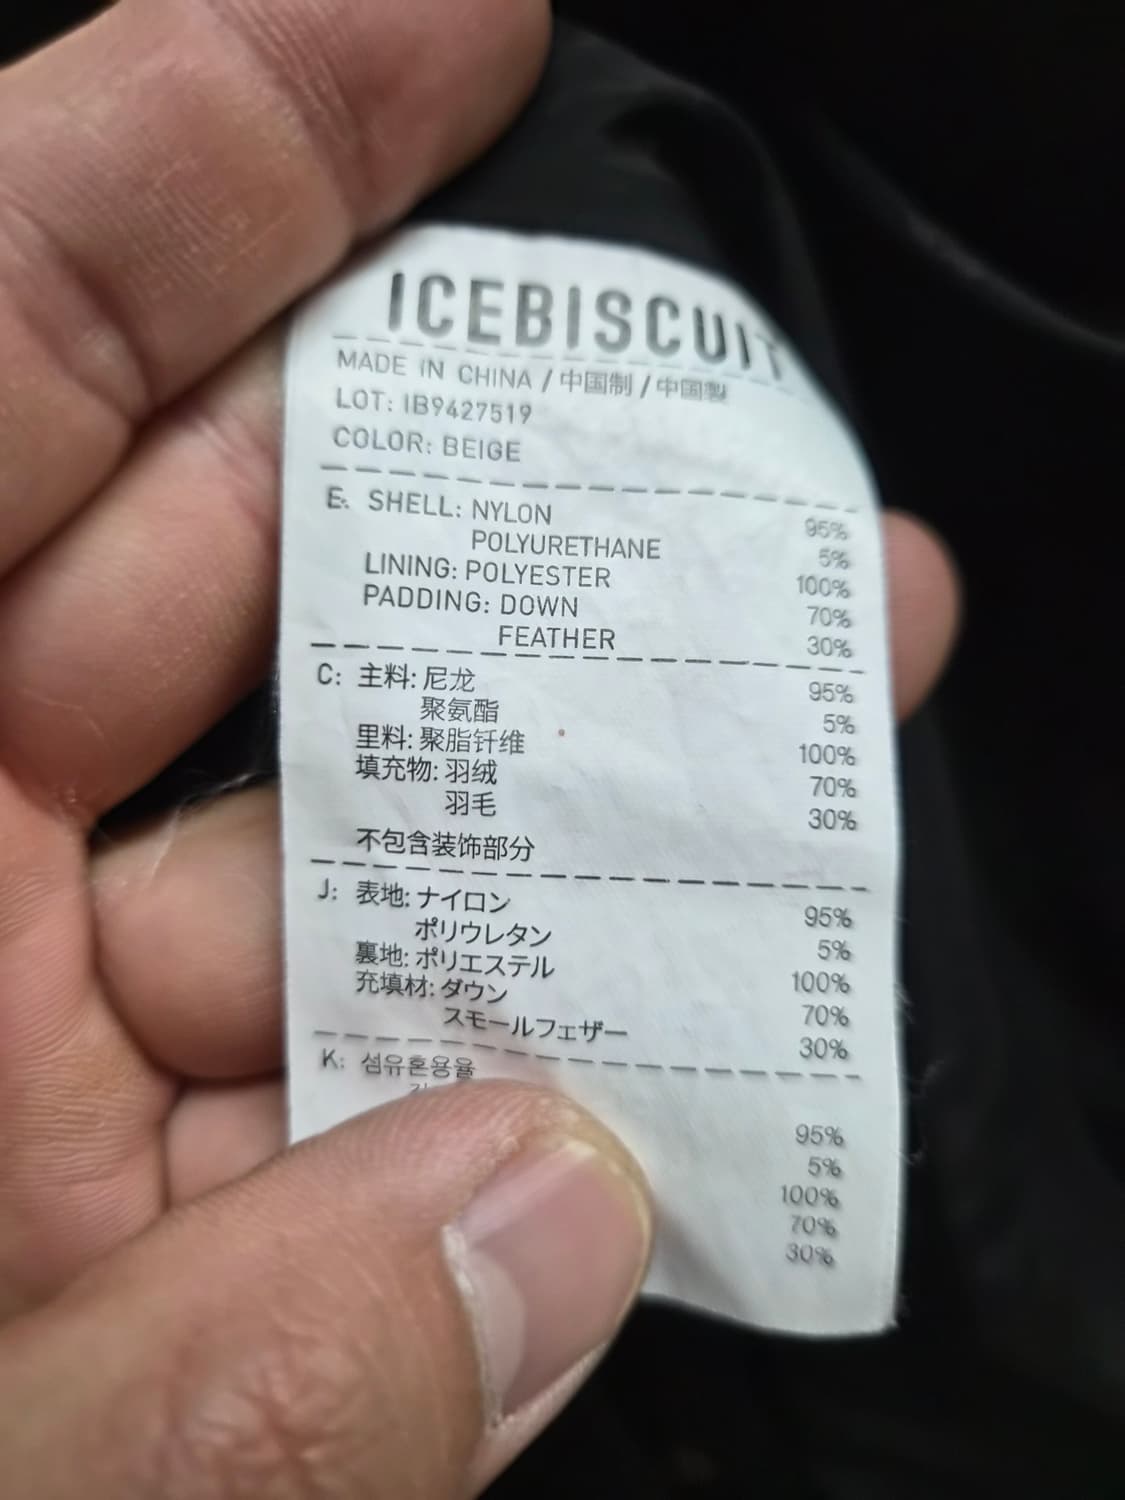 ICEBISCUIT
MADE IN CHINA / 中国制 / 中国製
LOT: IB9427519
COLOR: BEIGE
E: SHELL: NYLON 95%
POLYURETHANE 5%
LINING: POLYESTER 100%
PADDING: DOWN 70%
FEATHER 30%
C: 主料: 尼龙 95%
聚氨酯 5%
里料: 聚脂钎维 100%
填充物: 羽绒 70%
羽毛 30%
不包含装饰部分
J: 表地: ナイロン 95%
ポリウレタン 5%
裏地: ポリエステル 100%
充填材: ダウン 70%
スモールフェザー 30%
K: 섬유혼용율
95%
5%
100%
70%
30%